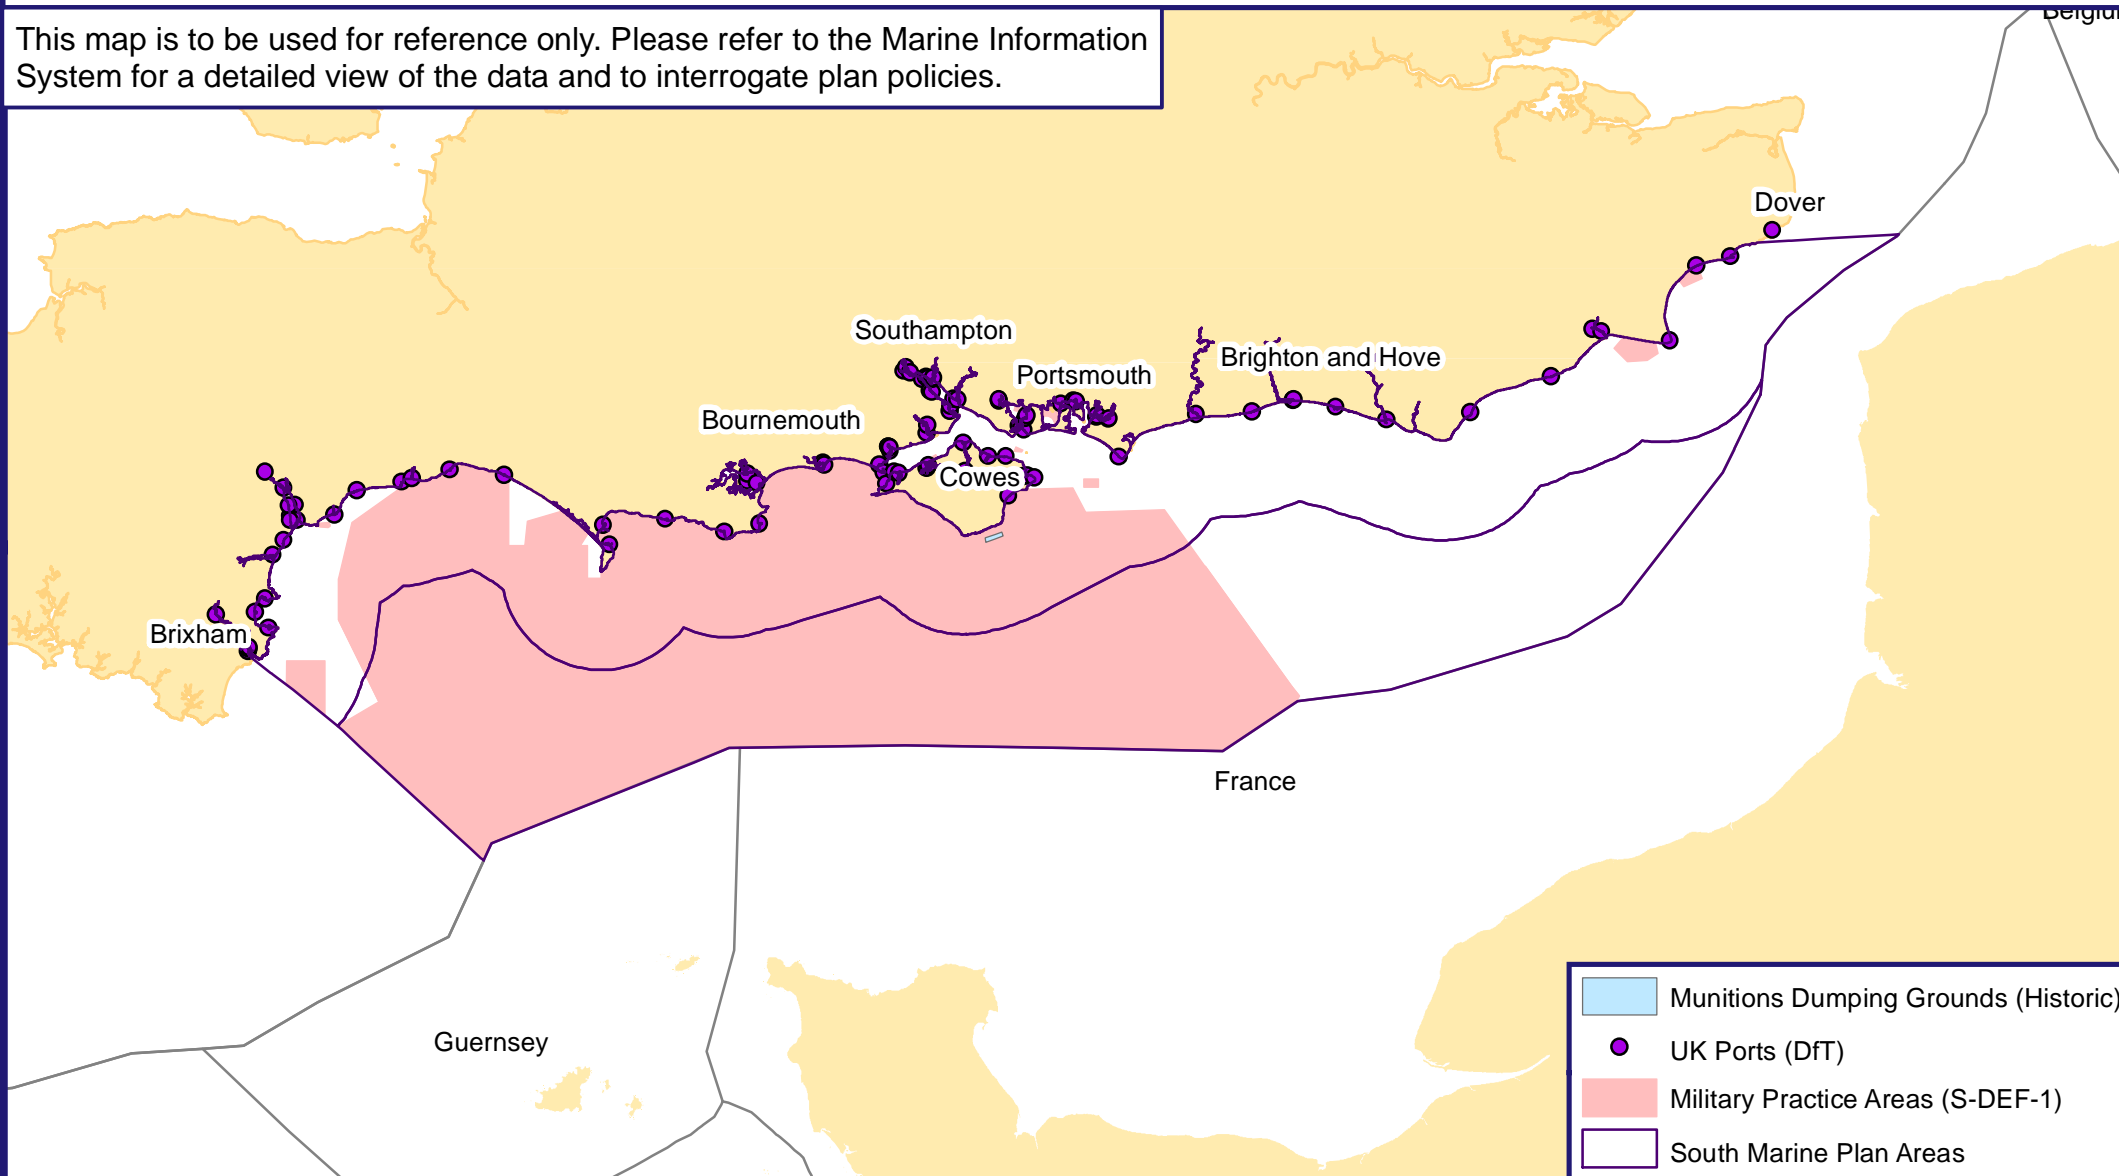 Belgium
This map is to be used for reference only. Please refer to the Marine Information
System for a detailed view of the data and to interrogate plan policies.
Dover
Southampton
Brighton and Hove
Portsmouth
Bournemouth
Cowes
Brixham
France
Guernsey
Munitions Dumping Grounds (Historic)
UK Ports (DfT)
Military Practice Areas (S-DEF-1)
South Marine Plan Areas